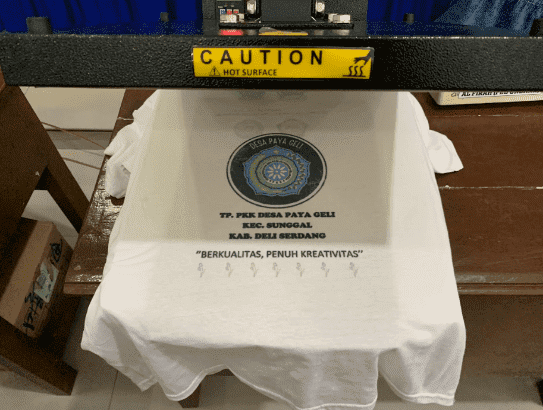 CAUTION
HOT SURFACE
DESA PAYA GELI
TP. PKK DESA PAYA GELI
KEC. SUNGGAL
KAB. DELI SERDANG
"BERKUALITAS, PENUH KREATIVITAS"